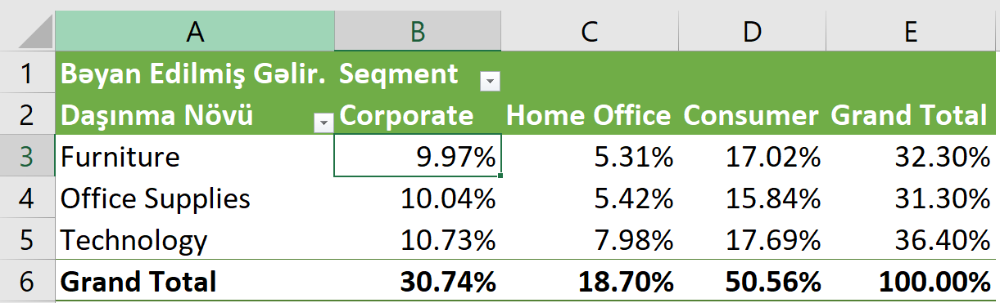 A B C D E
1 Bəyan Edilmiş Gəlir. Seqment
2 Daşınma Növü Corporate Home Office Consumer Grand Total
3 Furniture 9.97% 5.31% 17.02% 32.30%
4 Office Supplies 10.04% 5.42% 15.84% 31.30%
5 Technology 10.73% 7.98% 17.69% 36.40%
6 Grand Total 30.74% 18.70% 50.56% 100.00%